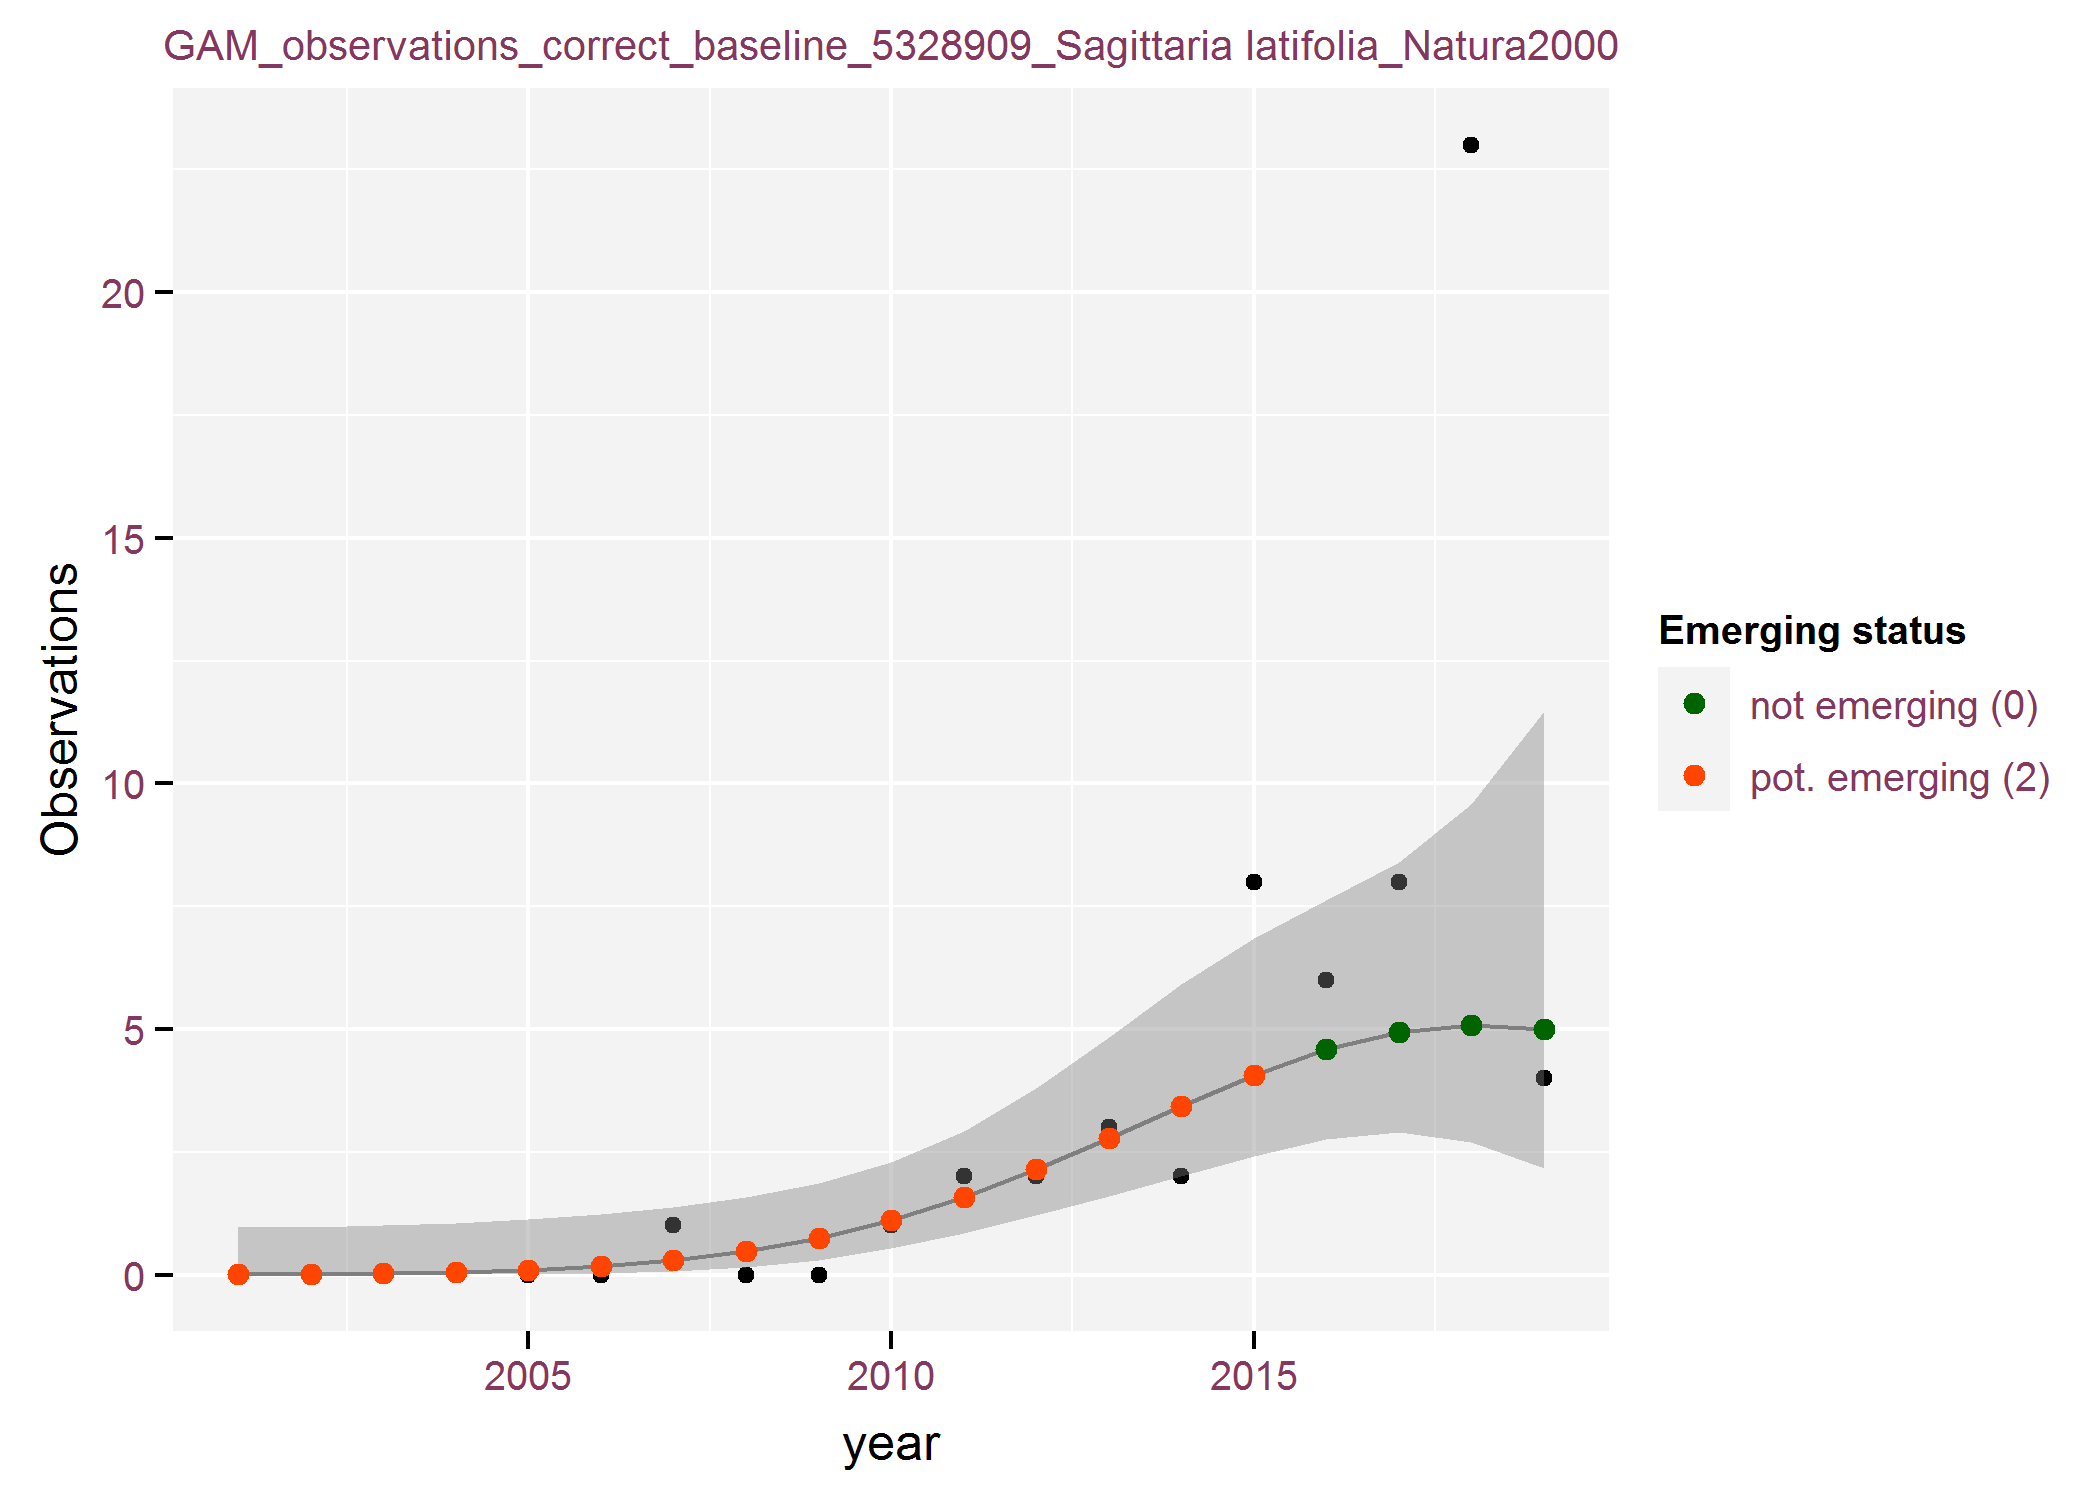 GAM_observations_correct_baseline_5328909_Sagittaria latifolia_Natura2000
20
15
10
5
0
Observations
2005 2010 2015
year
Emerging status
not emerging (0)
pot. emerging (2)